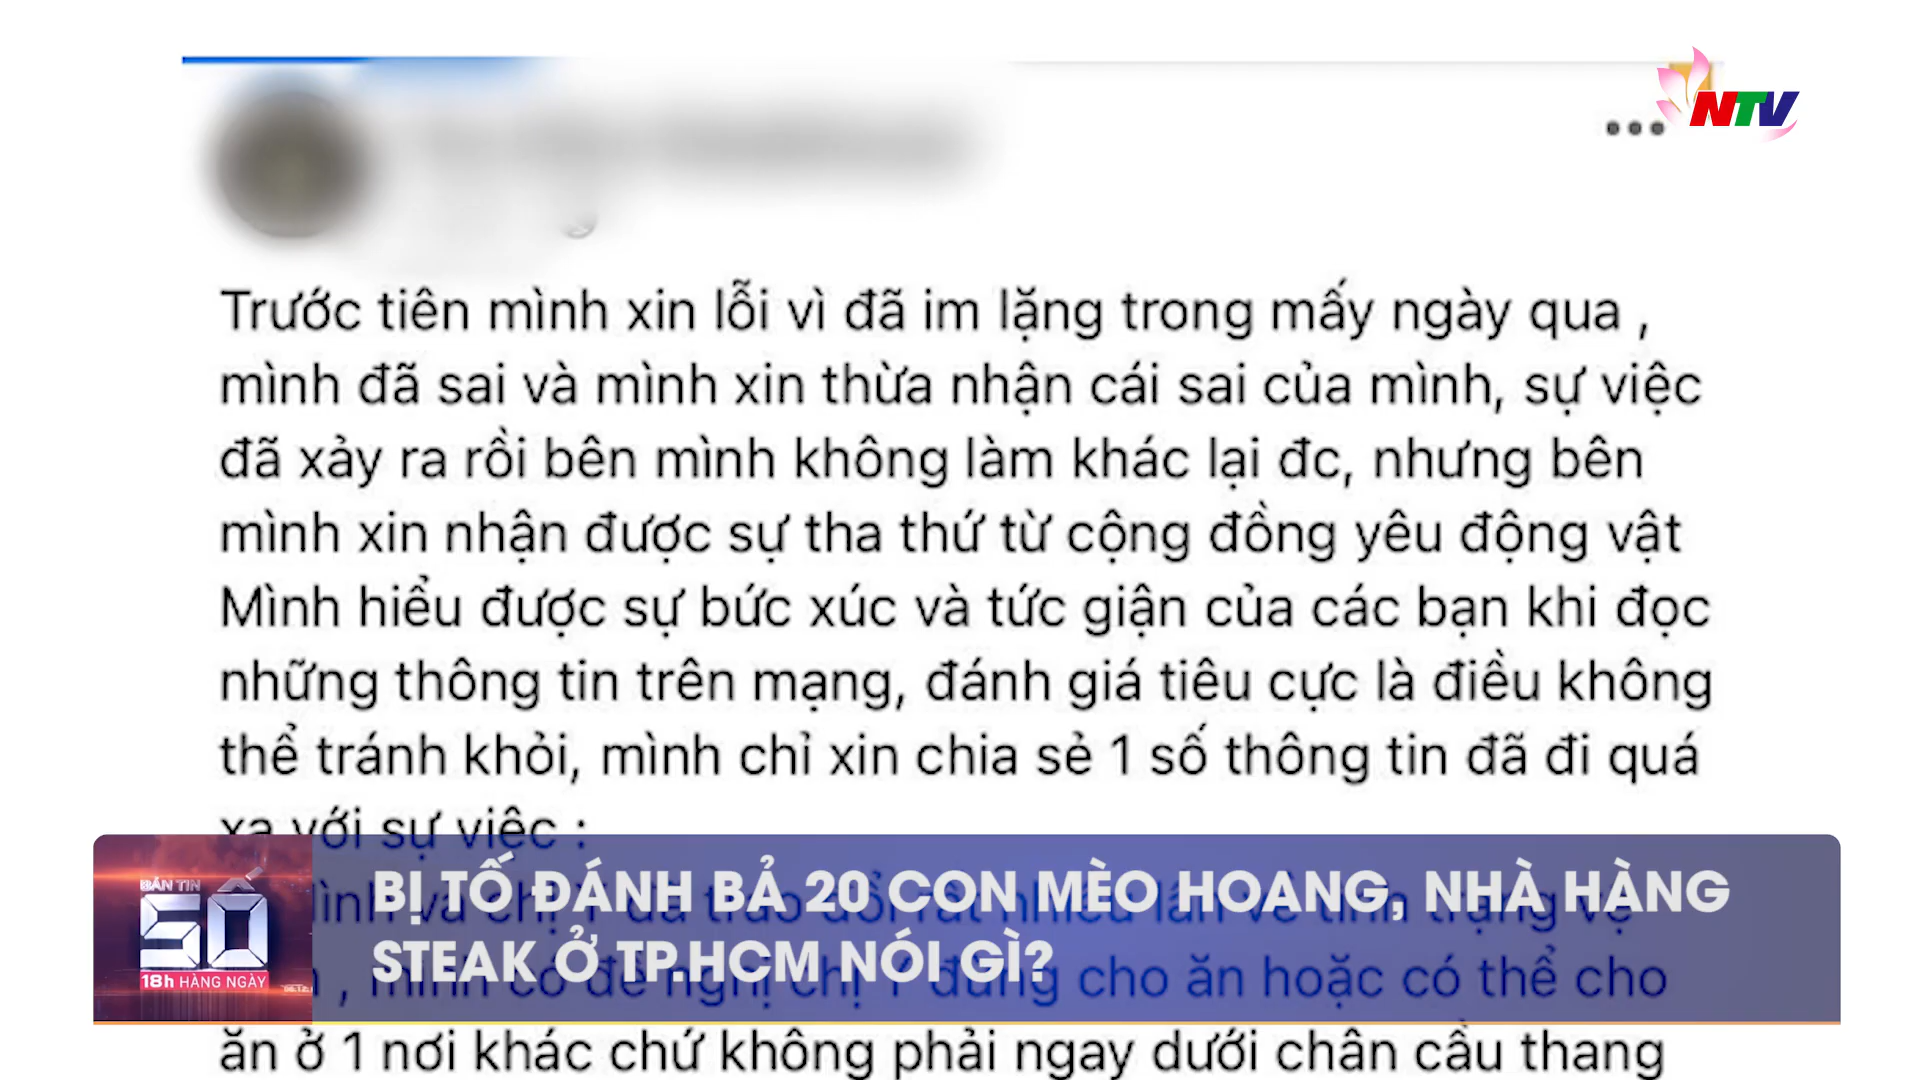 NTV
Trước tiên mình xin lỗi vì đã im lặng trong mấy ngày qua ,
mình đã sai và mình xin thừa nhận cái sai của mình, sự việc
đã xảy ra rồi bên mình không làm khác lại đc, nhưng bên
mình xin nhận được sự tha thứ từ cộng đồng yêu động vật
Mình hiểu được sự bức xúc và tức giận của các bạn khi đọc
những thông tin trên mạng, đánh giá tiêu cực là điều không
thể tránh khỏi, mình chỉ xin chia sẻ 1 số thông tin đã đi quá
xa với sự việc :
BẢN TIN
SỐ
18h HÀNG NGÀY
BỊ TỐ ĐÁNH BẢ 20 CON MÈO HOANG, NHÀ HÀNG
STEAK Ở TP.HCM NÓI GÌ?
đừng cho ăn hoặc có thể cho
ăn ở 1 nơi khác chứ không phải ngay dưới chân cầu thang